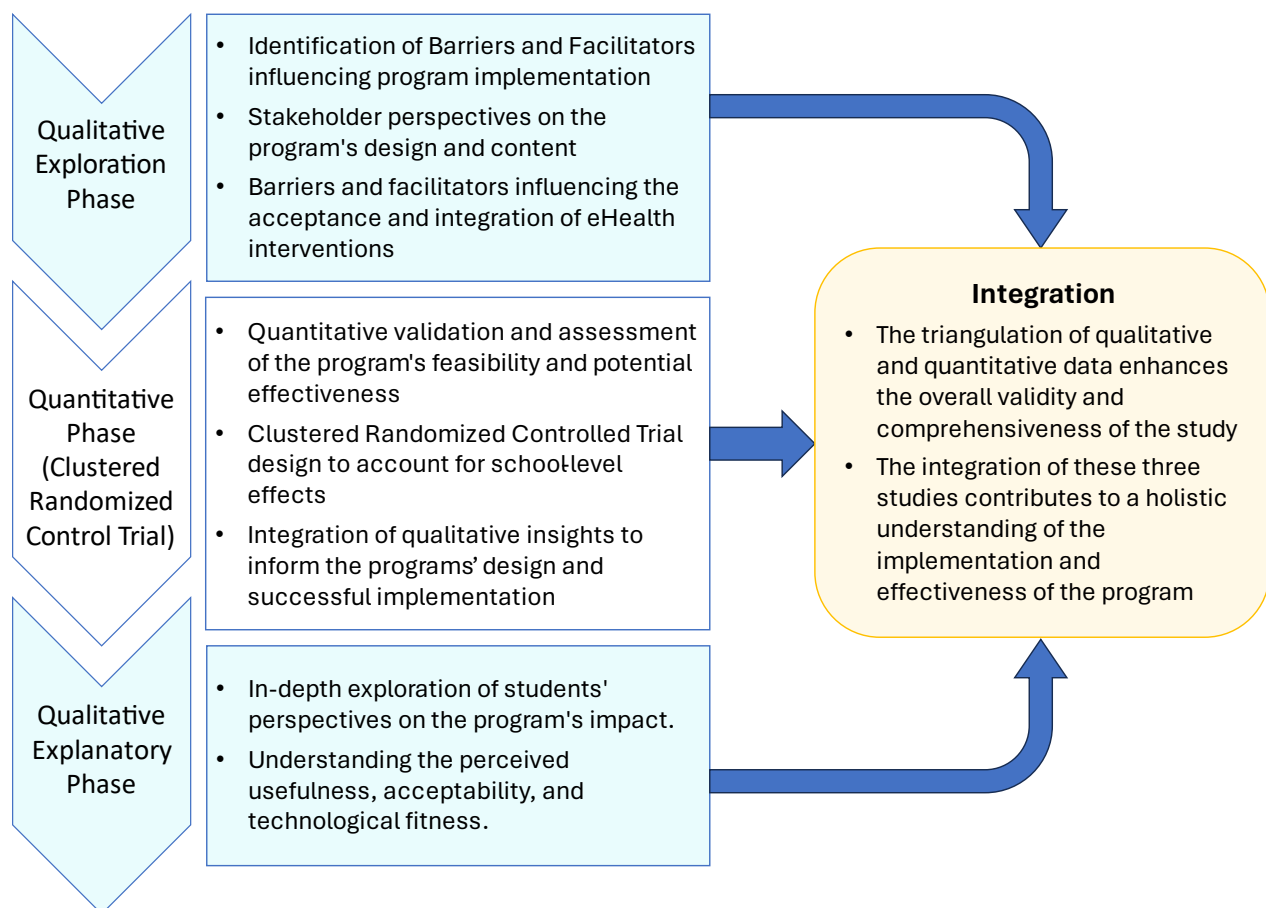 Qualitative
Exploration
Phase
• Identification of Barriers and Facilitators
influencing program implementation
• Stakeholder perspectives on the
program's design and content
• Barriers and facilitators influencing the
acceptance and integration of eHealth
interventions
Quantitative
Phase
(Clustered
Randomized
Control Trial)
• Quantitative validation and assessment
of the program's feasibility and potential
effectiveness
• Clustered Randomized Controlled Trial
design to account for school-level
effects
• Integration of qualitative insights to
inform the programs’ design and
successful implementation
Qualitative
Explanatory
Phase
• In-depth exploration of students'
perspectives on the program's impact.
• Understanding the perceived
usefulness, acceptability, and
technological fitness.
Integration
• The triangulation of qualitative
and quantitative data enhances
the overall validity and
comprehensiveness of the study
• The integration of these three
studies contributes to a holistic
understanding of the
implementation and
effectiveness of the program